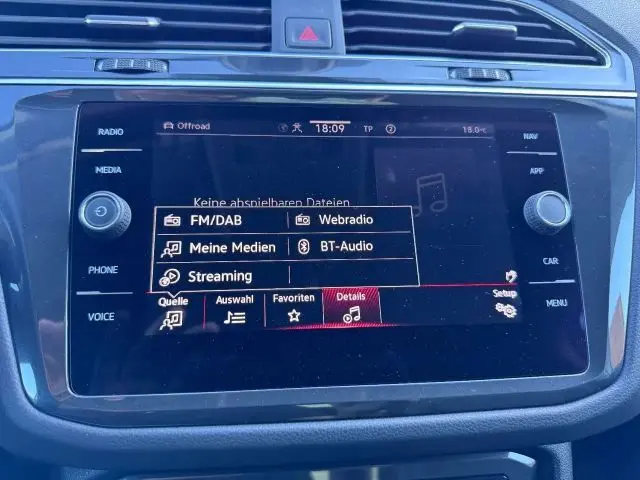 RADIO
MEDIA
PHONE
VOICE
Offroad
18:09
TP
2
18.0°C
NAV
APP
CAR
MENU
Keine abspielbaren Dateien
FM/DAB
Webradio
Meine Medien
BT-Audio
Streaming
Quelle
Auswahl
Favoriten
Details
Setup